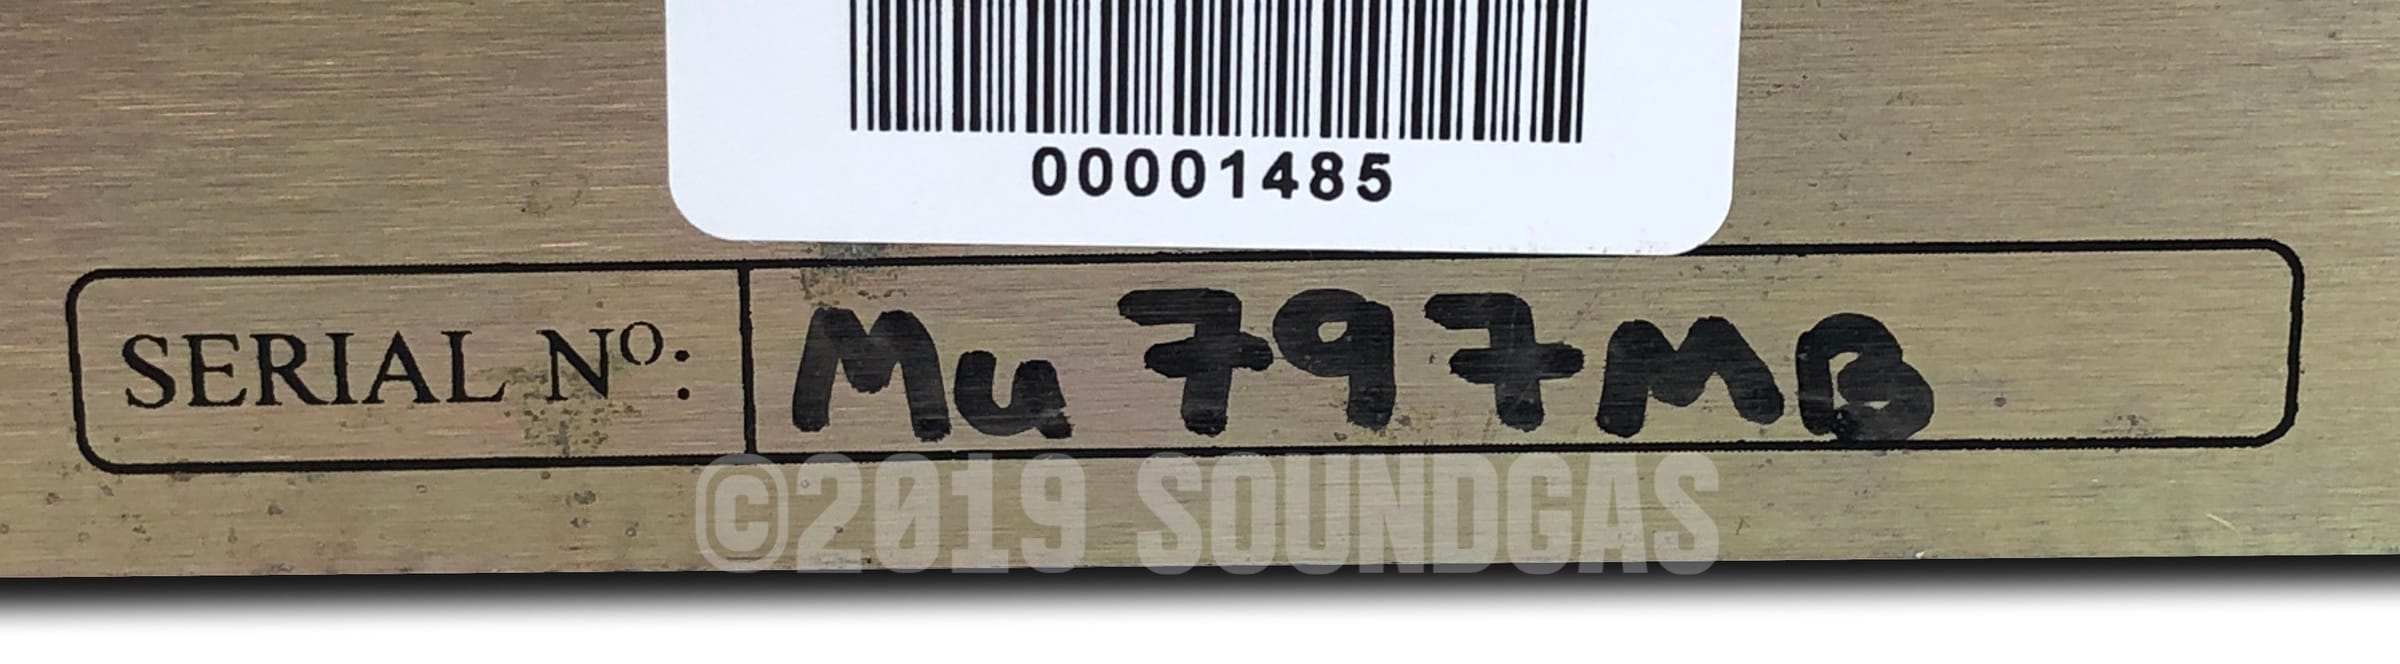 00001485
SERIAL Nº: Mu 797MB
©2019 SOUNDGAS